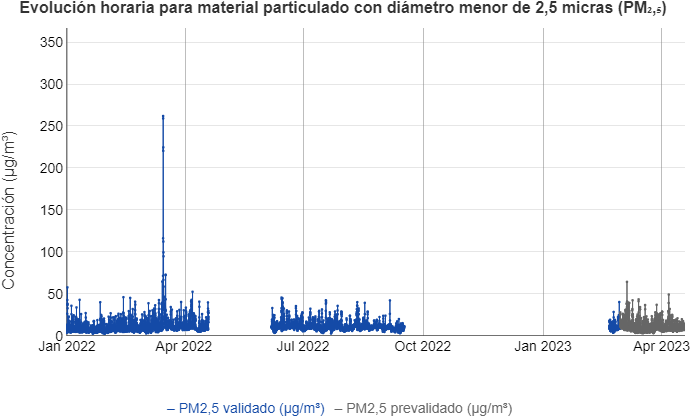 Evolución horaria para material particulado con diámetro menor de 2,5 micras (PM₂,₅)
Concentración (µg/m³)
350
300
250
200
150
100
50
0
Jan 2022
Apr 2022
Jul 2022
Oct 2022
Jan 2023
Apr 2023
– PM2,5 validado (µg/m³) – PM2,5 prevalidado (µg/m³)